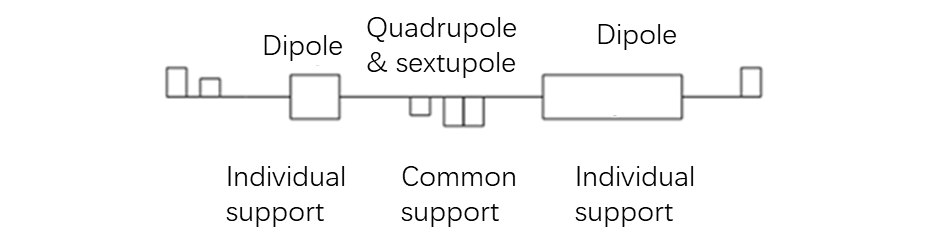 Dipole
Quadrupole
& sextupole
Dipole
Individual
support
Common
support
Individual
support